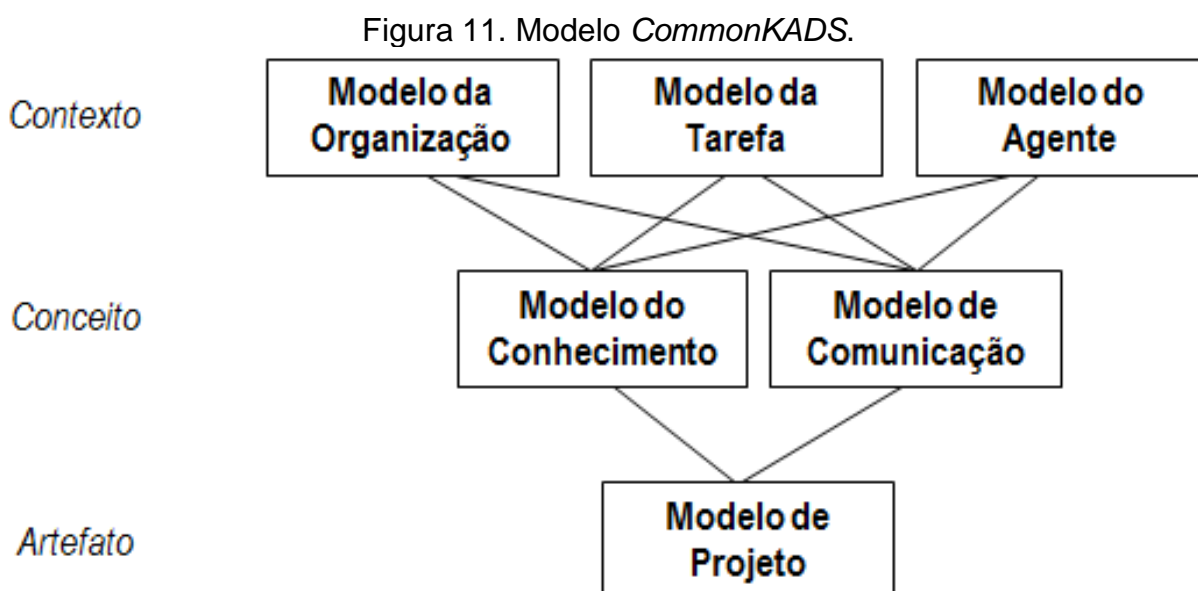 Figura 11. Modelo CommonKADS.
Contexto
Modelo da
Organização
Modelo da
Tarefa
Modelo do
Agente
Conceito
Modelo do
Conhecimento
Modelo de
Comunicação
Artefato
Modelo de
Projeto